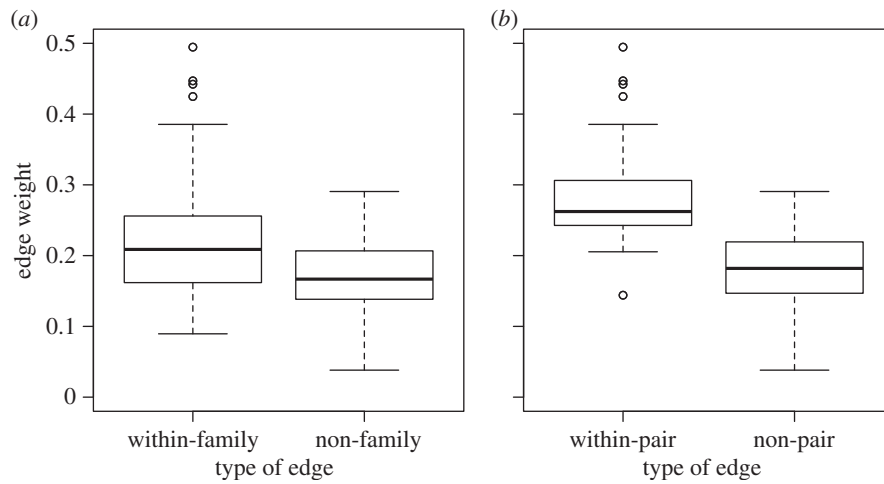 (a)
(b)
0.5
0.4
0.3
0.2
0.1
0
edge weight
within-family
non-family
type of edge
within-pair
non-pair
type of edge